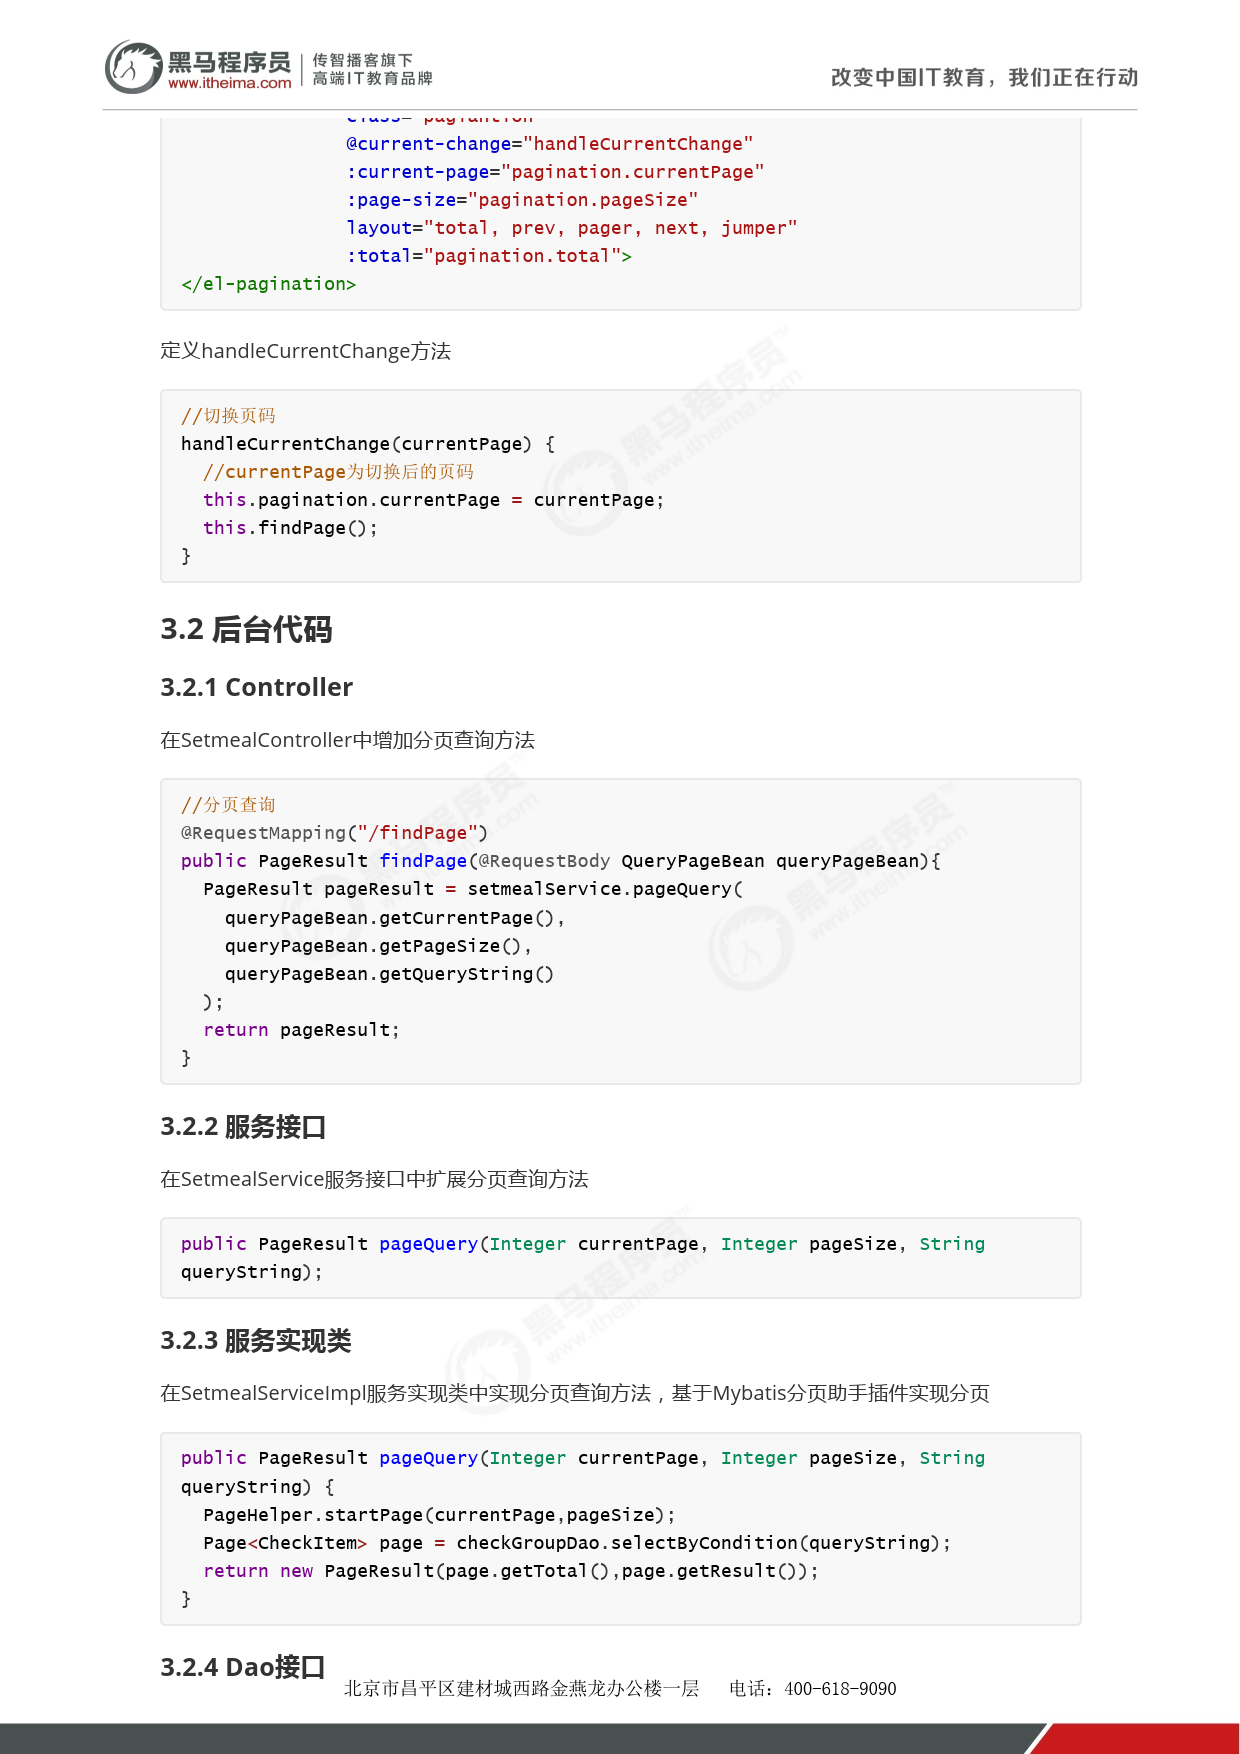 黑马程序员 传智播客旗下
www.itheima.com 高端IT教育品牌
改变中国IT教育，我们正在行动
class="pagiantion"
@current-change="handleCurrentChange"
:current-page="pagination.currentPage"
:page-size="pagination.pageSize"
layout="total, prev, pager, next, jumper"
:total="pagination.total">
</el-pagination>
定义handleCurrentChange方法
//切换页码
handleCurrentChange(currentPage) {
  //currentPage为切换后的页码
  this.pagination.currentPage = currentPage;
  this.findPage();
}
3.2 后台代码
3.2.1 Controller
在SetmealController中增加分页查询方法
//分页查询
@RequestMapping("/findPage")
public PageResult findPage(@RequestBody QueryPageBean queryPageBean){
  PageResult pageResult = setmealService.pageQuery(
    queryPageBean.getCurrentPage(),
    queryPageBean.getPageSize(),
    queryPageBean.getQueryString()
  );
  return pageResult;
}
3.2.2 服务接口
在SetmealService服务接口中扩展分页查询方法
public PageResult pageQuery(Integer currentPage, Integer pageSize, String
queryString);
3.2.3 服务实现类
在SetmealServiceImpl服务实现类中实现分页查询方法，基于Mybatis分页助手插件实现分页
public PageResult pageQuery(Integer currentPage, Integer pageSize, String
queryString) {
  PageHelper.startPage(currentPage,pageSize);
  Page<CheckItem> page = checkGroupDao.selectByCondition(queryString);
  return new PageResult(page.getTotal(),page.getResult());
}
3.2.4 Dao接口
北京市昌平区建材城西路金燕龙办公楼一层 电话：400-618-9090